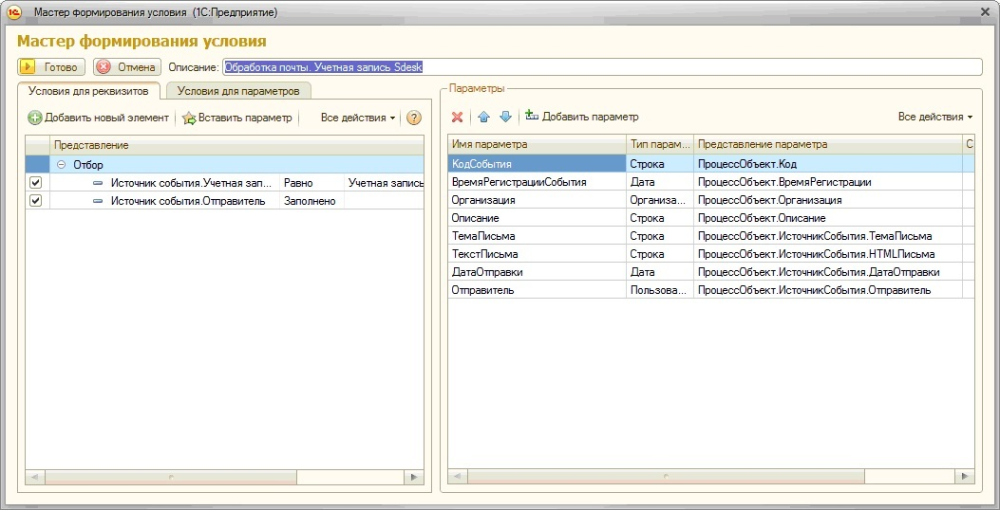 Мастер формирования условия (1С:Предприятие)
Мастер формирования условия
Готово Отмена Описание: Обработка почты. Учетная запись Sdesk
Условия для реквизитов Условия для параметров
Добавить новый элемент Вставить параметр Все действия ?
Представление
Отбор
Источник события.Учетная зап... Равно Учетная запись
Источник события.Отправитель Заполнено
Параметры
Добавить параметр Все действия
Имя параметра Тип парам... Представление параметра С
КодСобытия Строка ПроцессОбъект.Код
ВремяРегистрацииСобытия Дата ПроцессОбъект.ВремяРегистрации
Организация Организа... ПроцессОбъект.Организация
Описание Строка ПроцессОбъект.Описание
ТемаПисьма Строка ПроцессОбъект.ИсточникСобытия.ТемаПисьма
ТекстПисьма Строка ПроцессОбъект.ИсточникСобытия.HTMLПисьма
ДатаОтправки Дата ПроцессОбъект.ИсточникСобытия.ДатаОтправки
Отправитель Пользова... ПроцессОбъект.ИсточникСобытия.Отправитель